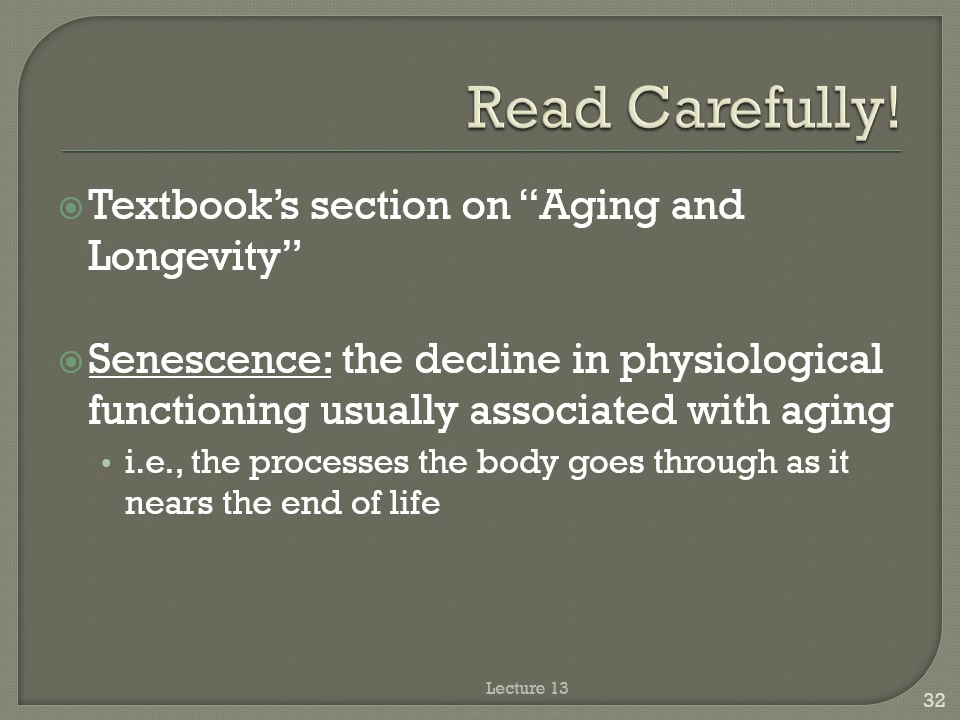 Read Carefully!
Textbook’s section on “Aging and
Longevity”
Senescence: the decline in physiological
functioning usually associated with aging
• i.e., the processes the body goes through as it
nears the end of life
Lecture 13
32